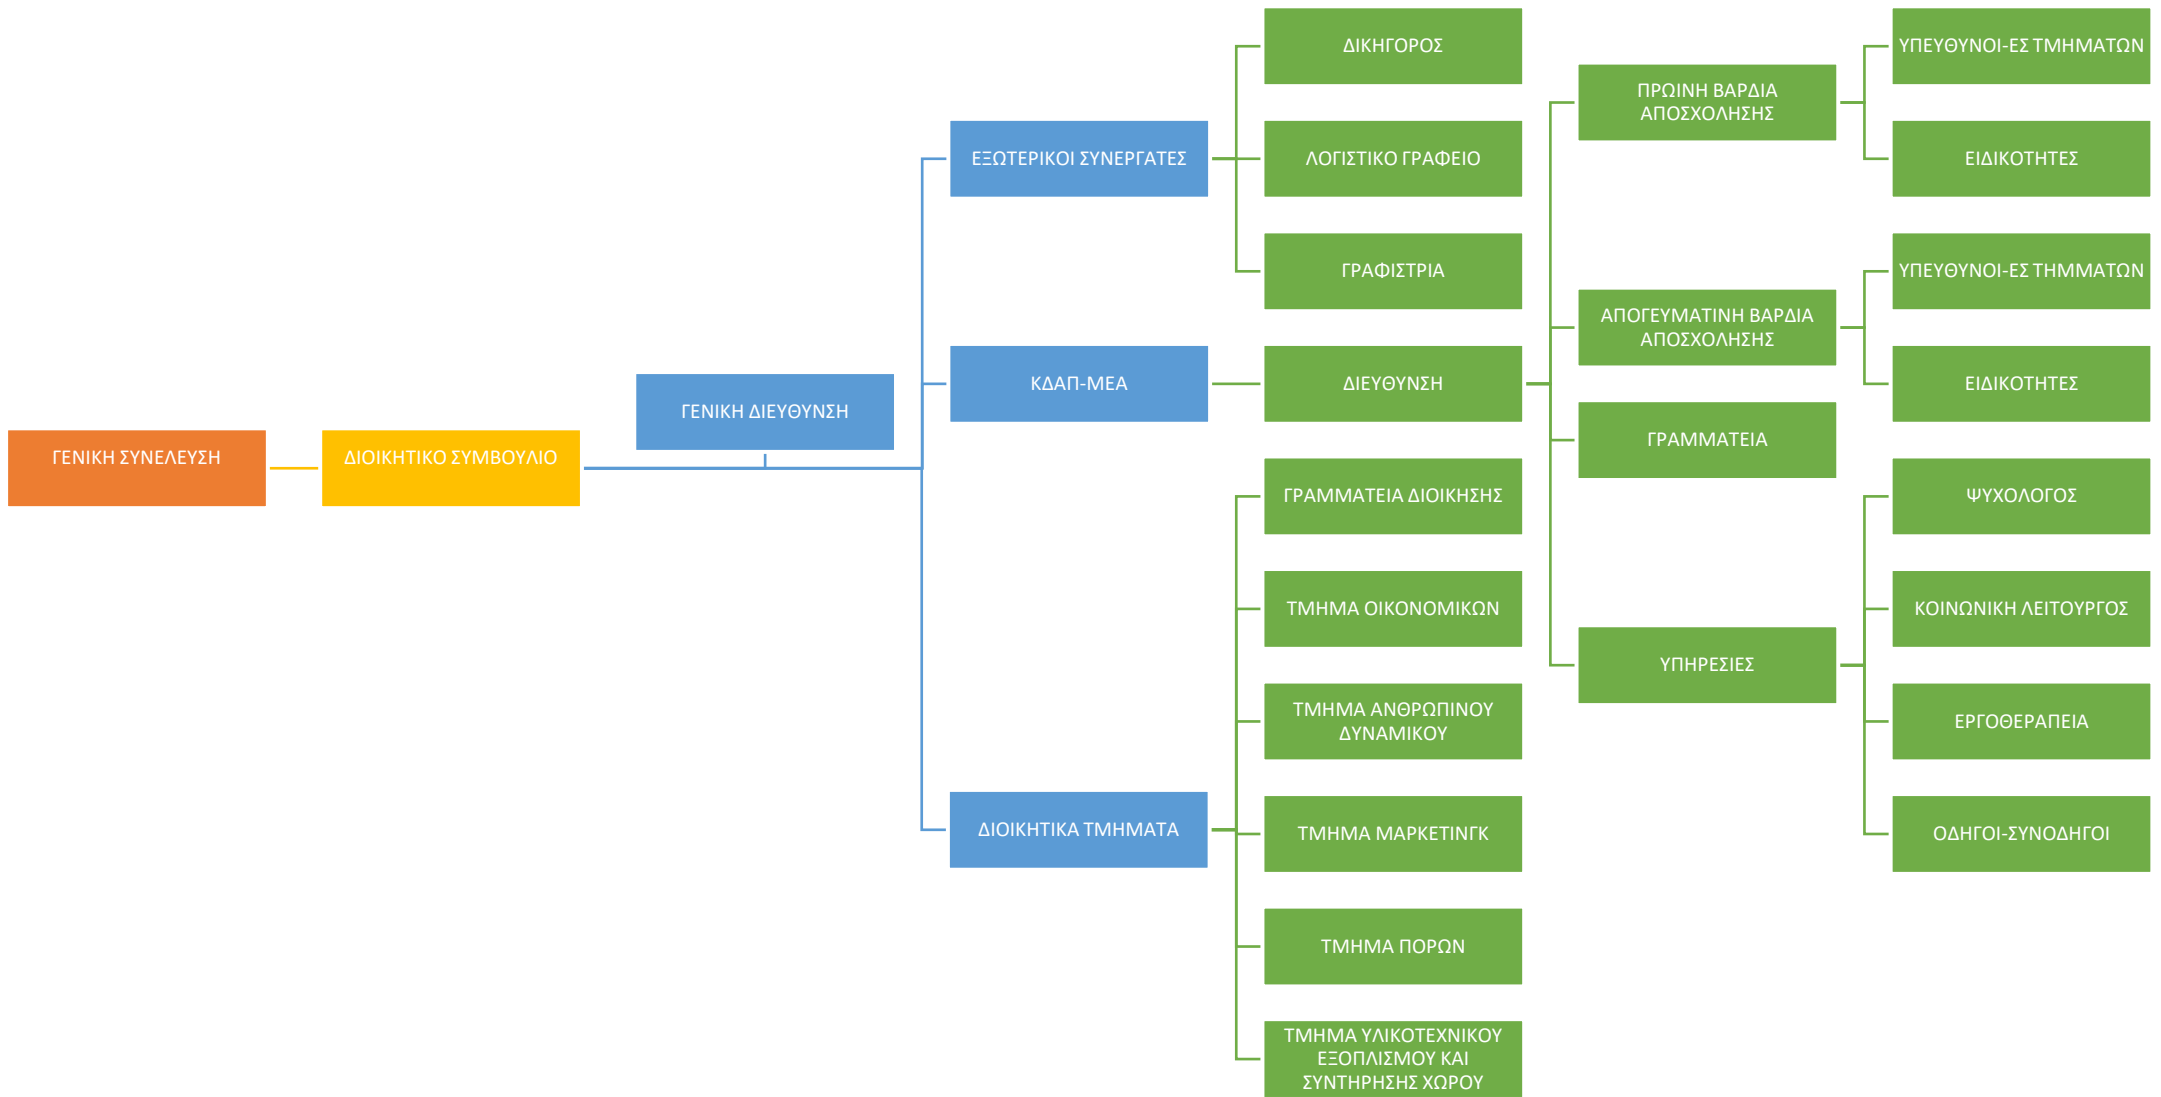 ΓΕΝΙΚΗ ΣΥΝΕΛΕΥΣΗ
ΔΙΟΙΚΗΤΙΚΟ ΣΥΜΒΟΥΛΙΟ
ΓΕΝΙΚΗ ΔΙΕΥΘΥΝΣΗ
ΕΞΩΤΕΡΙΚΟΙ ΣΥΝΕΡΓΑΤΕΣ
ΔΙΚΗΓΟΡΟΣ
ΛΟΓΙΣΤΙΚΟ ΓΡΑΦΕΙΟ
ΓΡΑΦΙΣΤΡΙΑ
ΚΔΑΠ-ΜΕΑ
ΔΙΕΥΘΥΝΣΗ
ΠΡΩΙΝΗ ΒΑΡΔΙΑ
ΑΠΟΣΧΟΛΗΣΗΣ
ΥΠΕΥΘΥΝΟΙ-ΕΣ ΤΜΗΜΑΤΩΝ
ΕΙΔΙΚΟΤΗΤΕΣ
ΑΠΟΓΕΥΜΑΤΙΝΗ ΒΑΡΔΙΑ
ΑΠΟΣΧΟΛΗΣΗΣ
ΥΠΕΥΘΥΝΟΙ-ΕΣ ΤΗΜΜΑΤΩΝ
ΕΙΔΙΚΟΤΗΤΕΣ
ΓΡΑΜΜΑΤΕΙΑ
ΥΠΗΡΕΣΙΕΣ
ΨΥΧΟΛΟΓΟΣ
ΚΟΙΝΩΝΙΚΗ ΛΕΙΤΟΥΡΓΟΣ
ΕΡΓΟΘΕΡΑΠΕΙΑ
ΟΔΗΓΟΙ-ΣΥΝΟΔΗΓΟΙ
ΔΙΟΙΚΗΤΙΚΑ ΤΜΗΜΑΤΑ
ΓΡΑΜΜΑΤΕΙΑ ΔΙΟΙΚΗΣΗΣ
ΤΜΗΜΑ ΟΙΚΟΝΟΜΙΚΩΝ
ΤΜΗΜΑ ΑΝΘΡΩΠΙΝΟΥ
ΔΥΝΑΜΙΚΟΥ
ΤΜΗΜΑ ΜΑΡΚΕΤΙΝΓΚ
ΤΜΗΜΑ ΠΟΡΩΝ
ΤΜΗΜΑ ΥΛΙΚΟΤΕΧΝΙΚΟΥ
ΕΞΟΠΛΙΣΜΟΥ ΚΑΙ
ΣΥΝΤΗΡΗΣΗΣ ΧΩΡΟΥ